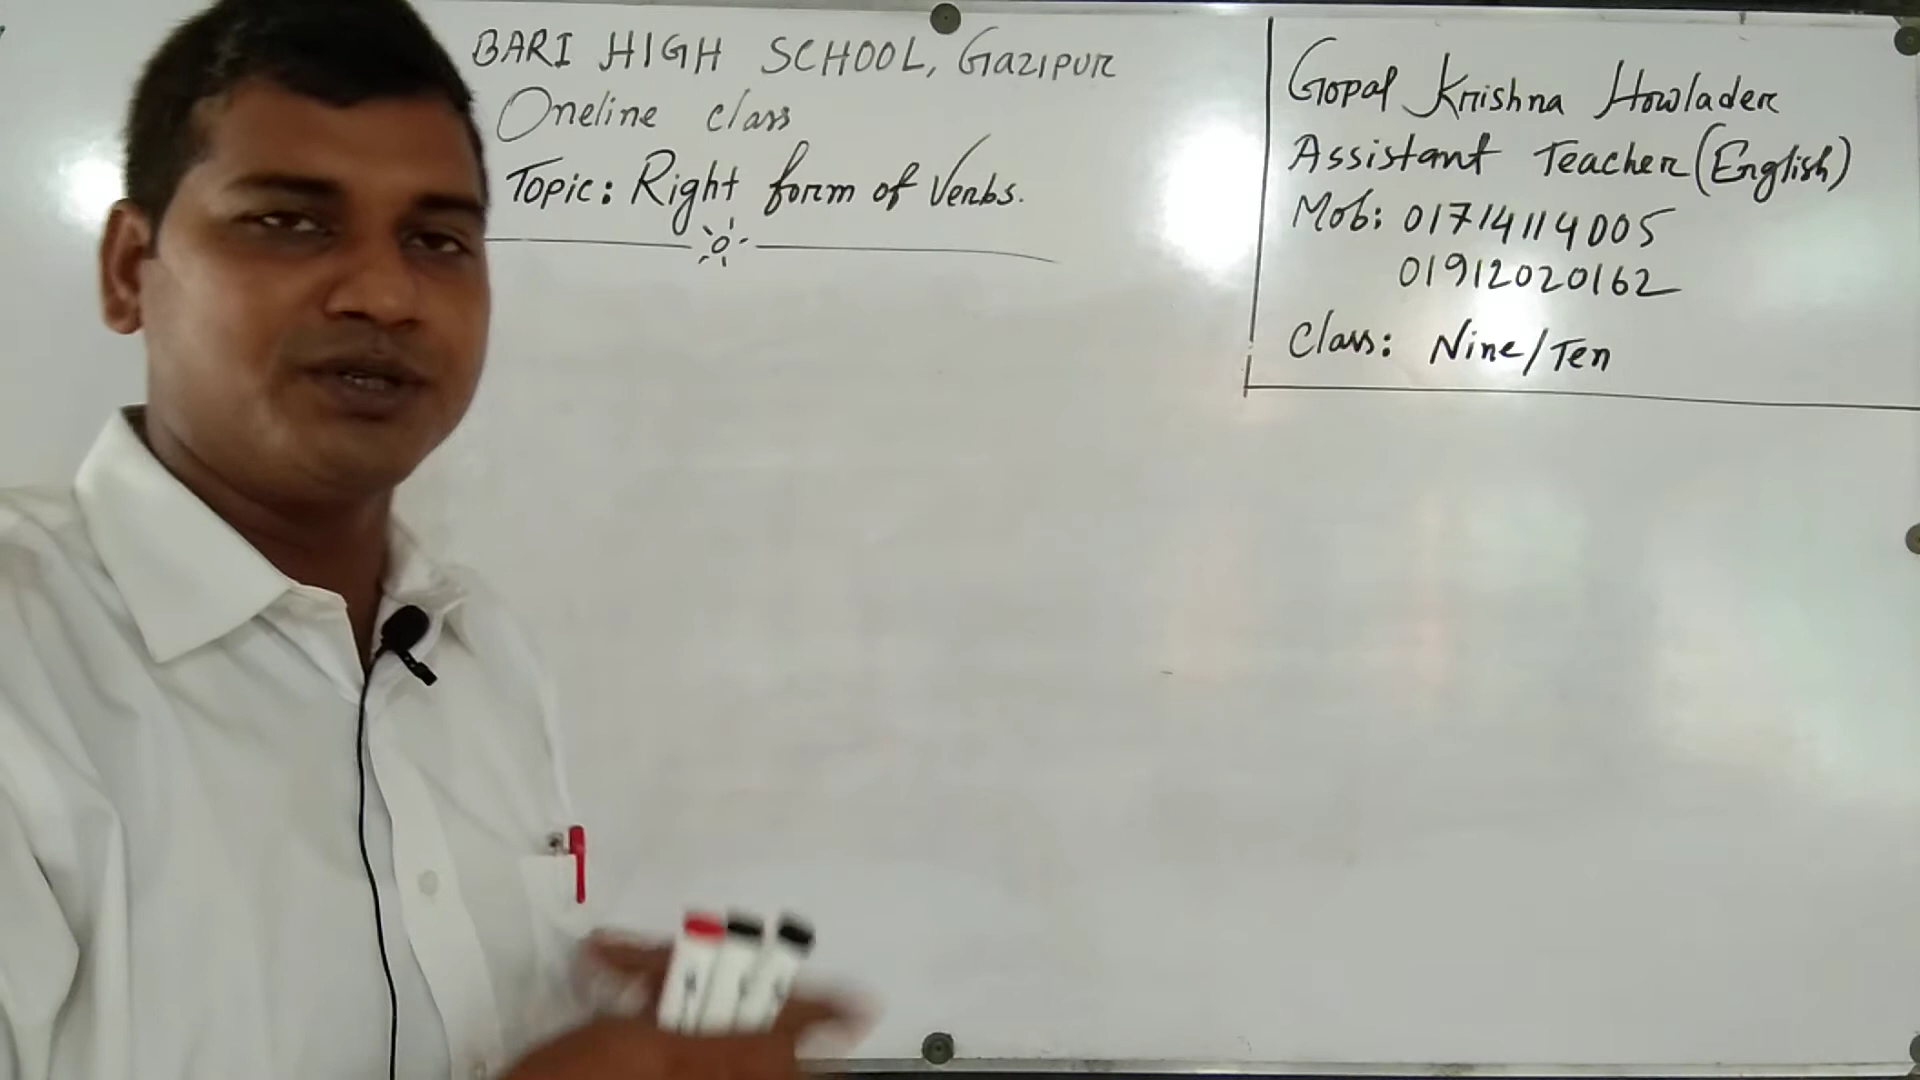 BARI HIGH SCHOOL, GAZIPUR
Oneline class
Topic: Right form of Verbs.
Gopal Krishna Howlader
Assistant Teacher (English)
Mob: 01714114005
01912020162
Class: Nine/Ten